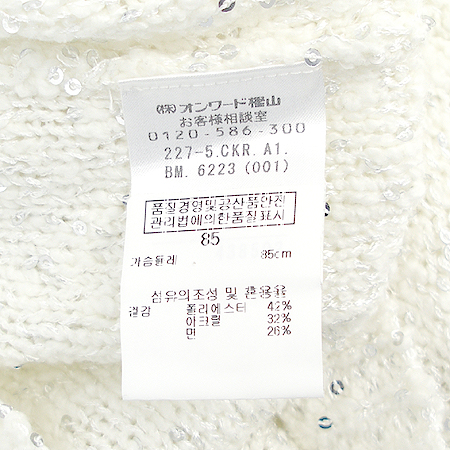 (株)オンワード樫山
お客様相談室
0120-586-300
227-5.CKR.A1.
BM.6223(001)
품질경영및공산품안전
관리법에의한품질표시
85
가슴둘레 85cm
섬유의조성 및 혼용율
겉감 폴리에스터 42%
아크릴 32%
면 26%